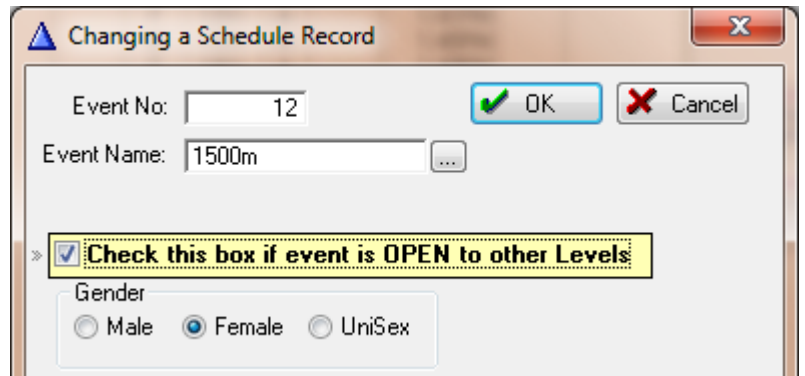 Changing a Schedule Record
Event No: 12 OK Cancel
Event Name: 1500m ...
» Check this box if event is OPEN to other Levels
Gender
Male Female UniSex